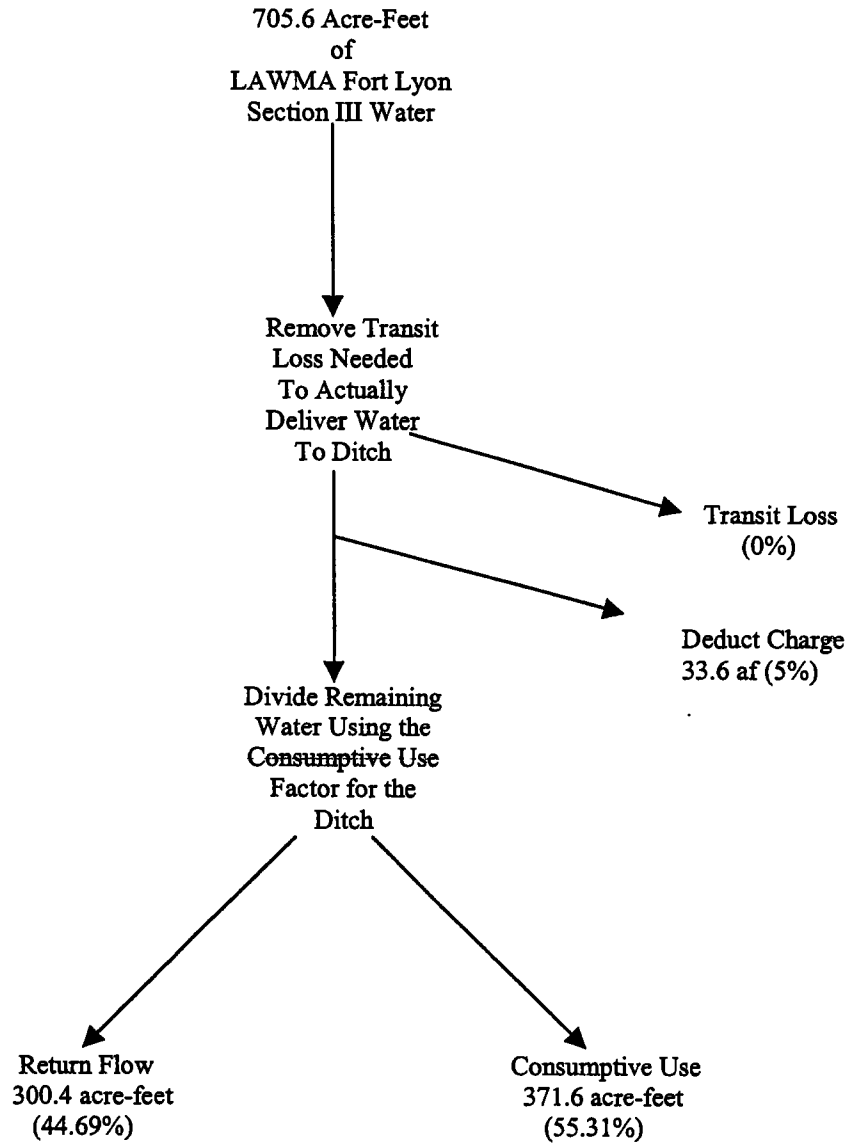 705.6 Acre-Feet
of
LAWMA Fort Lyon
Section III Water
Remove Transit
Loss Needed
To Actually
Deliver Water
To Ditch
Transit Loss
(0%)
Deduct Charge
33.6 af (5%)
Divide Remaining
Water Using the
Consumptive Use
Factor for the
Ditch
Return Flow
300.4 acre-feet
(44.69%)
Consumptive Use
371.6 acre-feet
(55.31%)